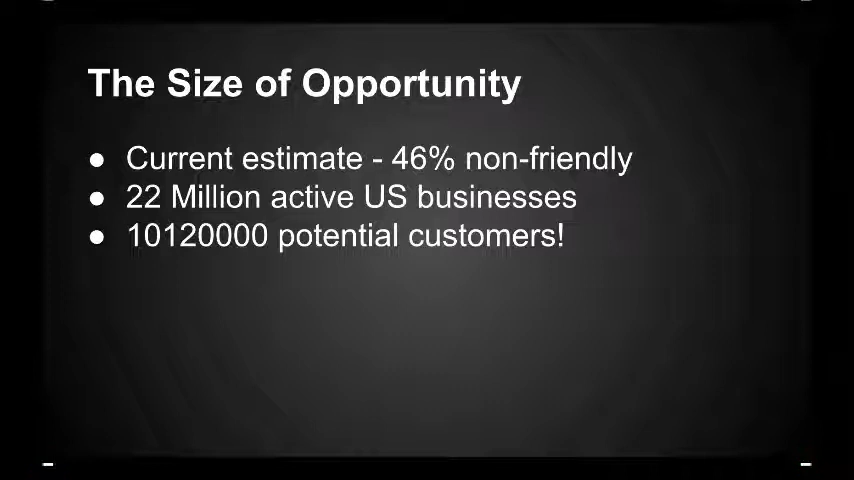 The Size of Opportunity
● Current estimate - 46% non-friendly
● 22 Million active US businesses
● 10120000 potential customers!